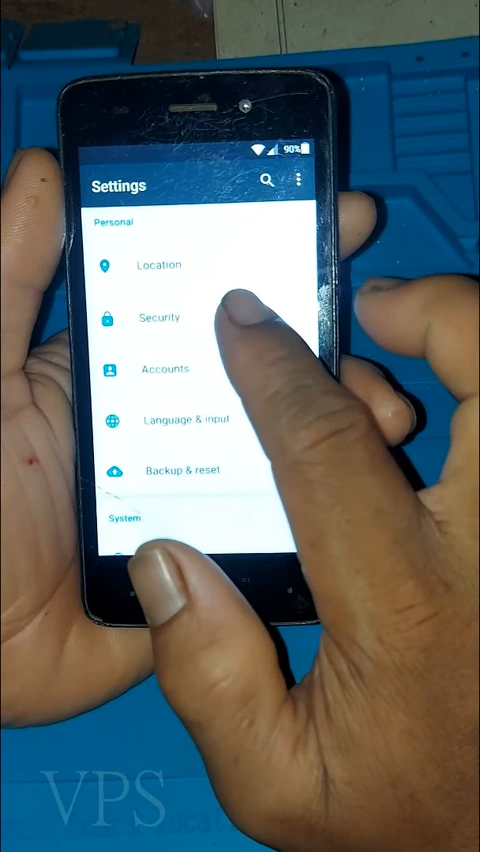 90%
Settings
Personal
Location
Security
Accounts
Language & input
Backup & reset
System
VPS